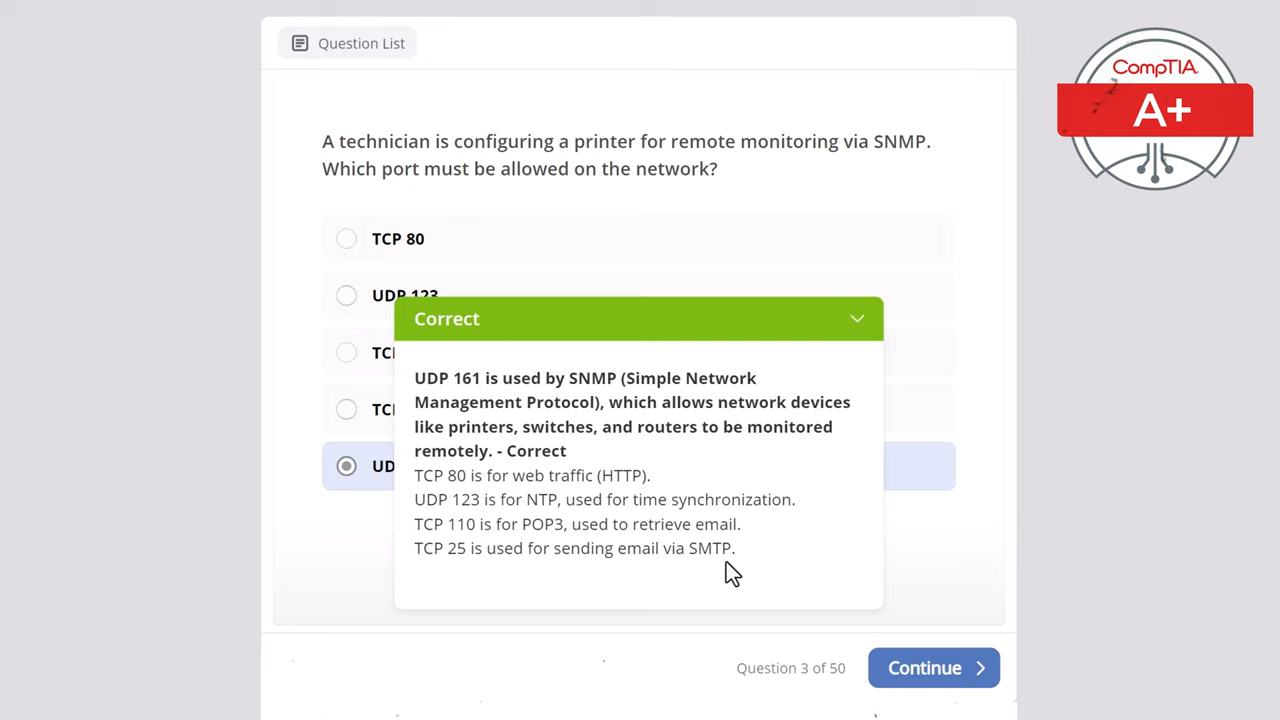 Question List
CompTIA
A+
A technician is configuring a printer for remote monitoring via SNMP.
Which port must be allowed on the network?
TCP 80
UDP 123
Correct
UDP 161 is used by SNMP (Simple Network
Management Protocol), which allows network devices
like printers, switches, and routers to be monitored
remotely. - Correct
TCP 80 is for web traffic (HTTP).
UDP 123 is for NTP, used for time synchronization.
TCP 110 is for POP3, used to retrieve email.
TCP 25 is used for sending email via SMTP.
Question 3 of 50
Continue